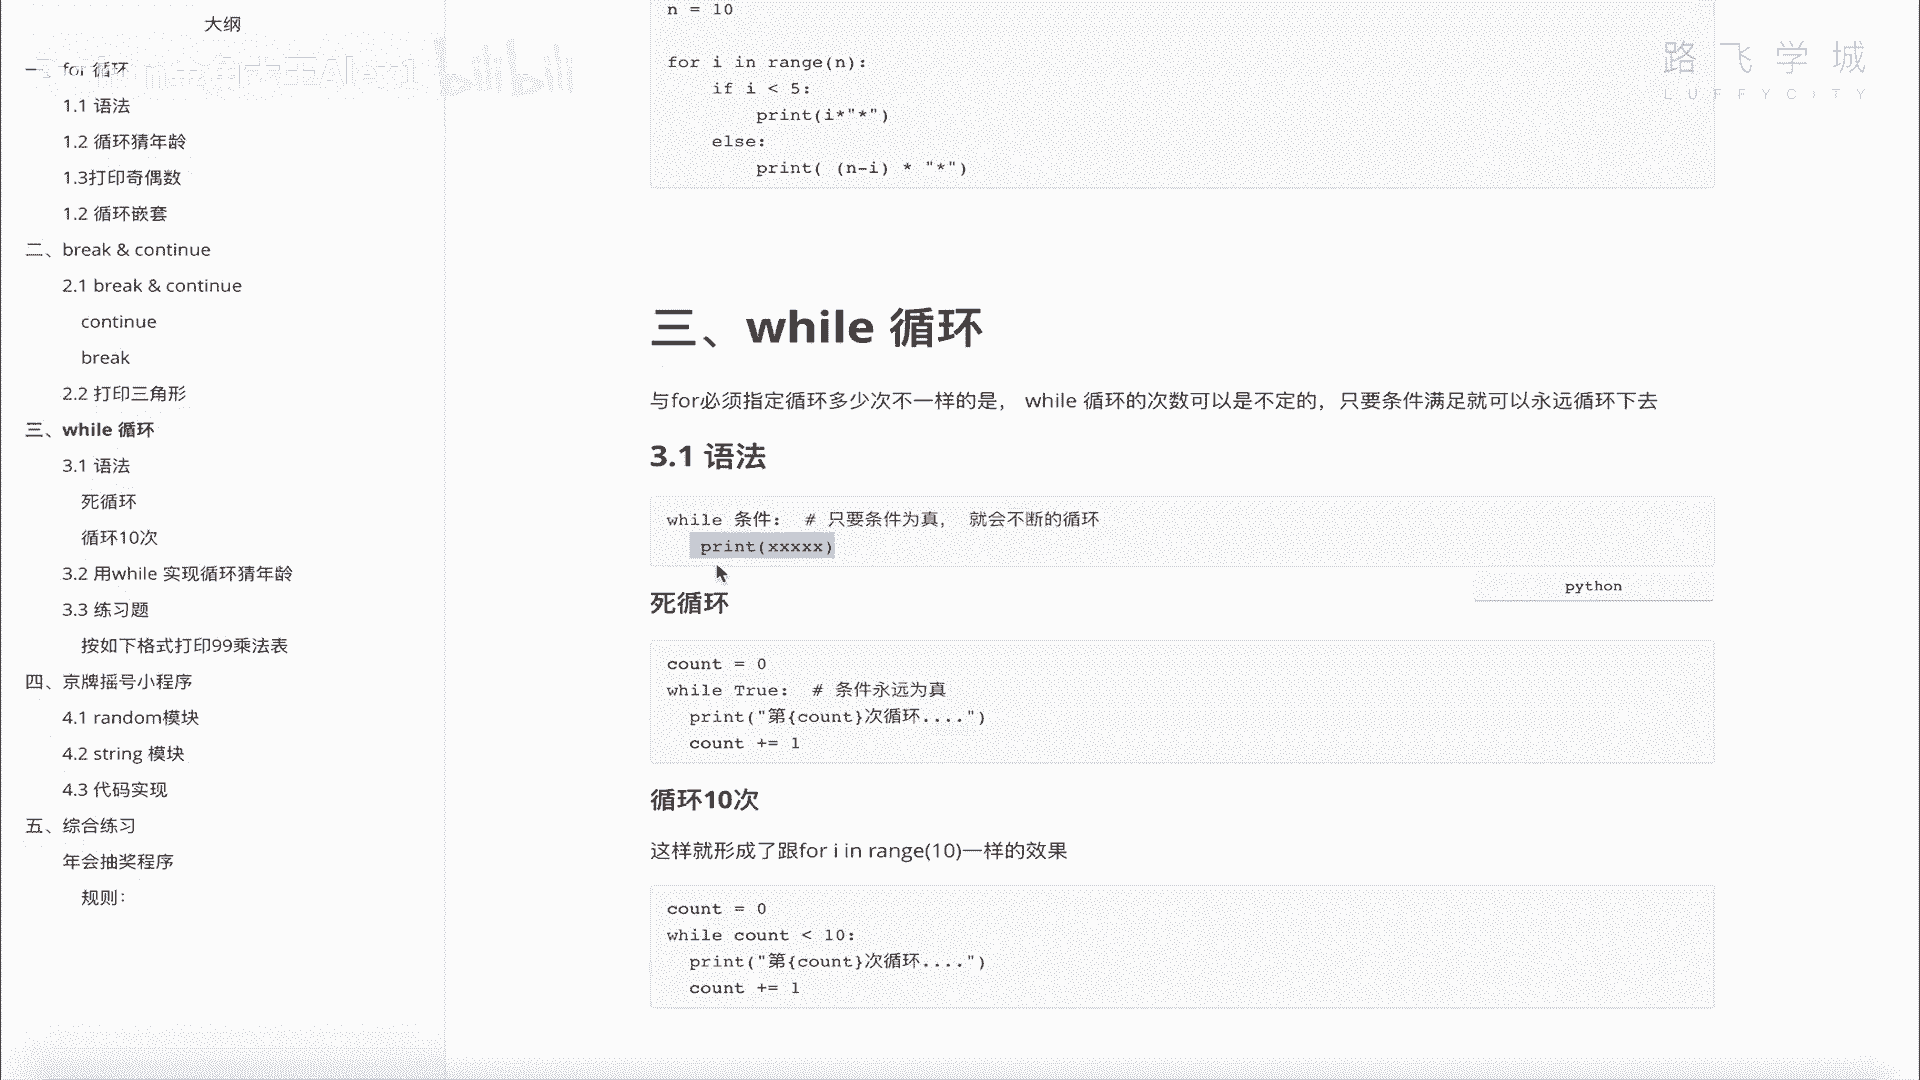 大纲
一、for 循环
1.1 语法
1.2 循环猜年龄
1.3打印奇偶数
1.2 循环嵌套
二、break & continue
2.1 break & continue
continue
break
2.2 打印三角形
三、while 循环
3.1 语法
死循环
循环10次
3.2 用while 实现循环猜年龄
3.3 练习题
按如下格式打印99乘法表
四、京牌摇号小程序
4.1 random模块
4.2 string 模块
4.3 代码实现
五、综合练习
年会抽奖程序
规则：
bilibili
路飞学城
LUFFYCITY
n = 10
for i in range(n):
    if i < 5:
        print(i*"*")
    else:
        print( (n-i) * "*")
三、while 循环
与for必须指定循环多少次不一样的是， while 循环的次数可以是不定的，只要条件满足就可以永远循环下去
3.1 语法
while 条件:  # 只要条件为真， 就会不断的循环
   print(xxxxx)
python
死循环
count = 0
while True:  # 条件永远为真
  print("第{count}次循环....")
  count += 1
循环10次
这样就形成了跟for i in range(10)一样的效果
count = 0
while count < 10:
  print("第{count}次循环....")
  count += 1